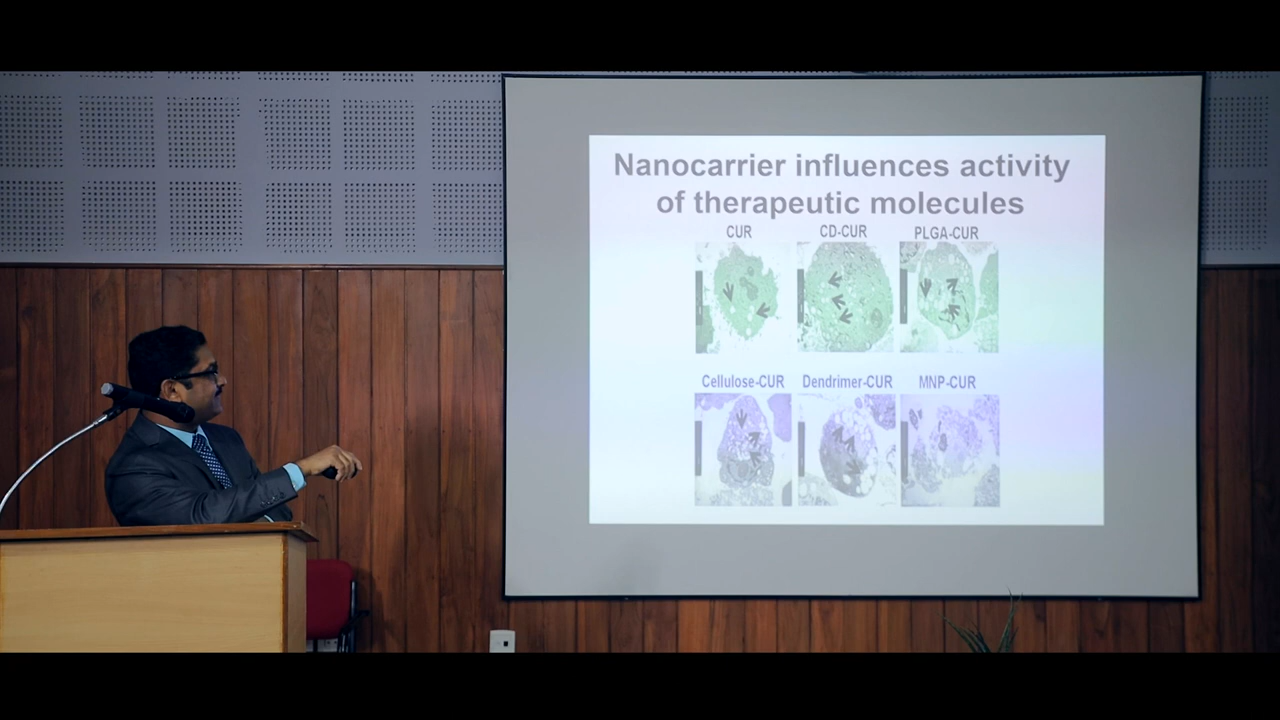 Nanocarrier influences activity
of therapeutic molecules
CUR CD-CUR PLGA-CUR
Cellulose-CUR Dendrimer-CUR MNP-CUR